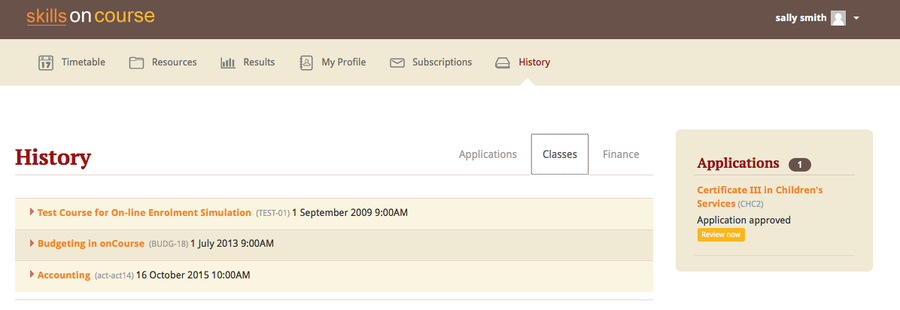 skills on course
sally smith
17
Timetable
Resources
Results
My Profile
Subscriptions
History
History
Applications
Classes
Finance
Test Course for On-line Enrolment Simulation (TEST-01) 1 September 2009 9:00AM
Budgeting in onCourse (BUDG-18) 1 July 2013 9:00AM
Accounting (act-act14) 16 October 2015 10:00AM
Applications 1
Certificate III in Children's
Services (CHC2)
Application approved
Review now